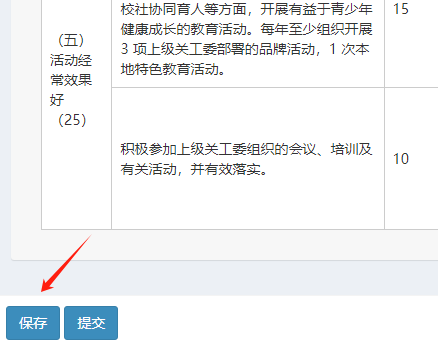 校社协同育人等方面，开展有益于青少年
健康成长的教育活动。每年至少组织开展
3 项上级关工委部署的品牌活动，1 次本
地特色教育活动。
15
（五）
活动经
常效果
好
（25）
积极参加上级关工委组织的会议、培训及
有关活动，并有效落实。
10
保存
提交